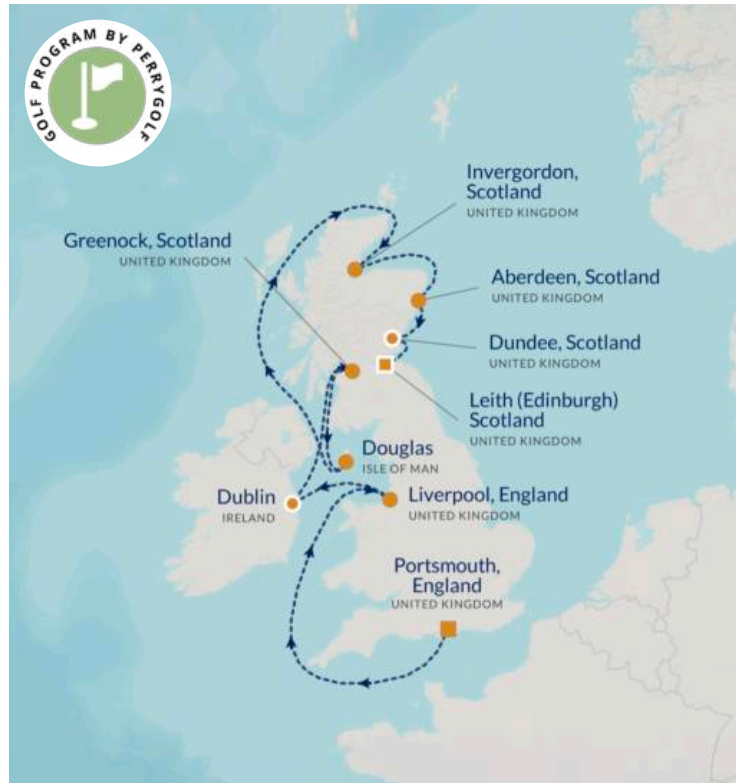 GOLF PROGRAM BY PERRYGOLF
Invergordon,
Scotland
UNITED KINGDOM
Greenock, Scotland
UNITED KINGDOM
Aberdeen, Scotland
UNITED KINGDOM
Dundee, Scotland
UNITED KINGDOM
Leith (Edinburgh)
Scotland
UNITED KINGDOM
Douglas
ISLE OF MAN
Dublin
IRELAND
Liverpool, England
UNITED KINGDOM
Portsmouth,
England
UNITED KINGDOM